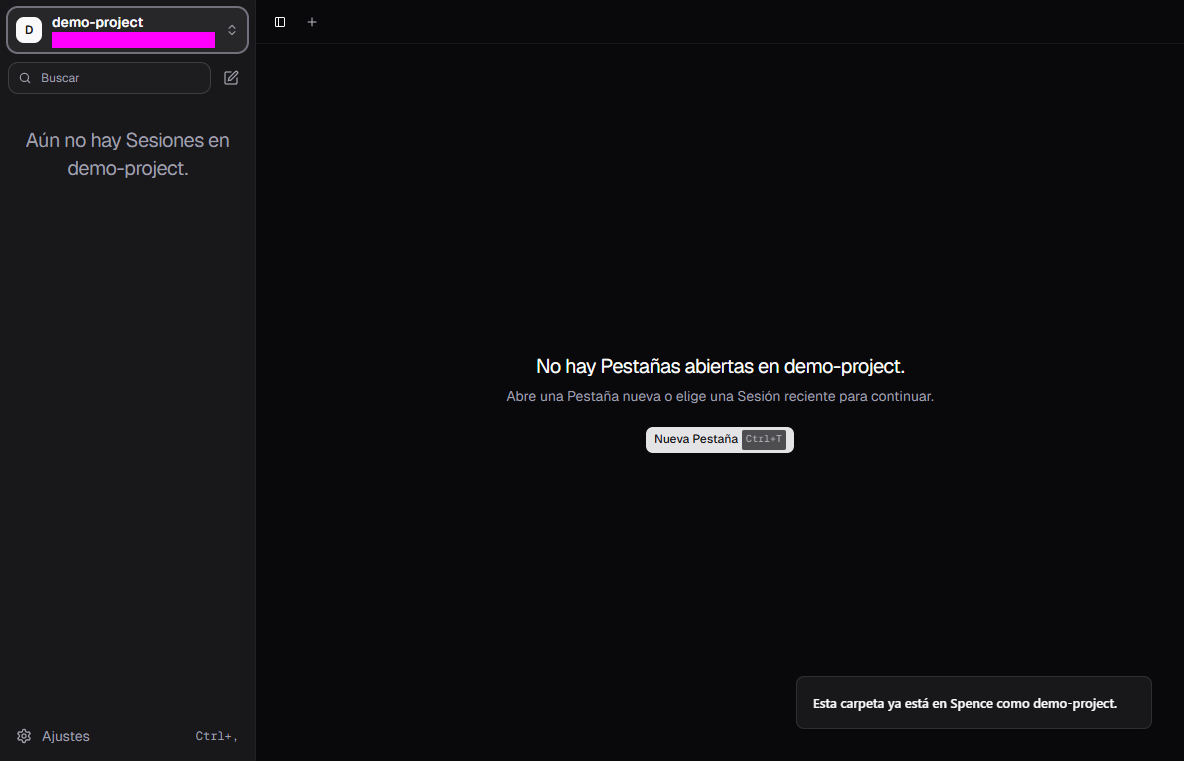 D
demo-project
Buscar
Aún no hay Sesiones en
demo-project.
No hay Pestañas abiertas en demo-project.
Abre una Pestaña nueva o elige una Sesión reciente para continuar.
Nueva Pestaña Ctrl+T
Esta carpeta ya está en Spence como demo-project.
Ajustes Ctrl+,